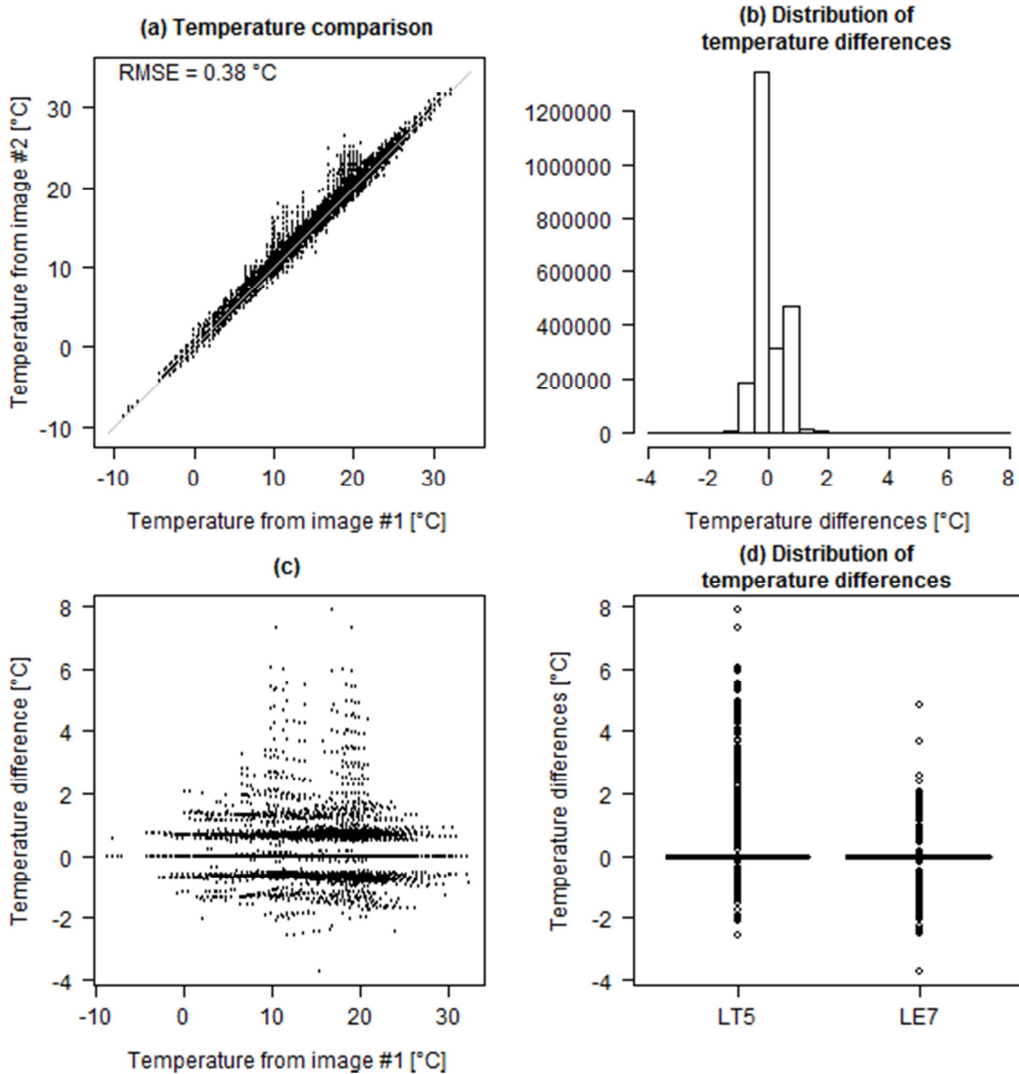 (a) Temperature comparison
RMSE = 0.38 °C
Temperature from image #2 [°C]
30
20
10
0
-10
-10 0 10 20 30
Temperature from image #1 [°C]
(b) Distribution of
temperature differences
1200000
1000000
800000
600000
400000
200000
0
-4 -2 0 2 4 6 8
Temperature differences [°C]
(c)
Temperature difference [°C]
8
6
4
2
0
-2
-4
-10 0 10 20 30
Temperature from image #1 [°C]
(d) Distribution of
temperature differences
Temperature differences [°C]
8
6
4
2
0
-2
-4
LT5 LE7